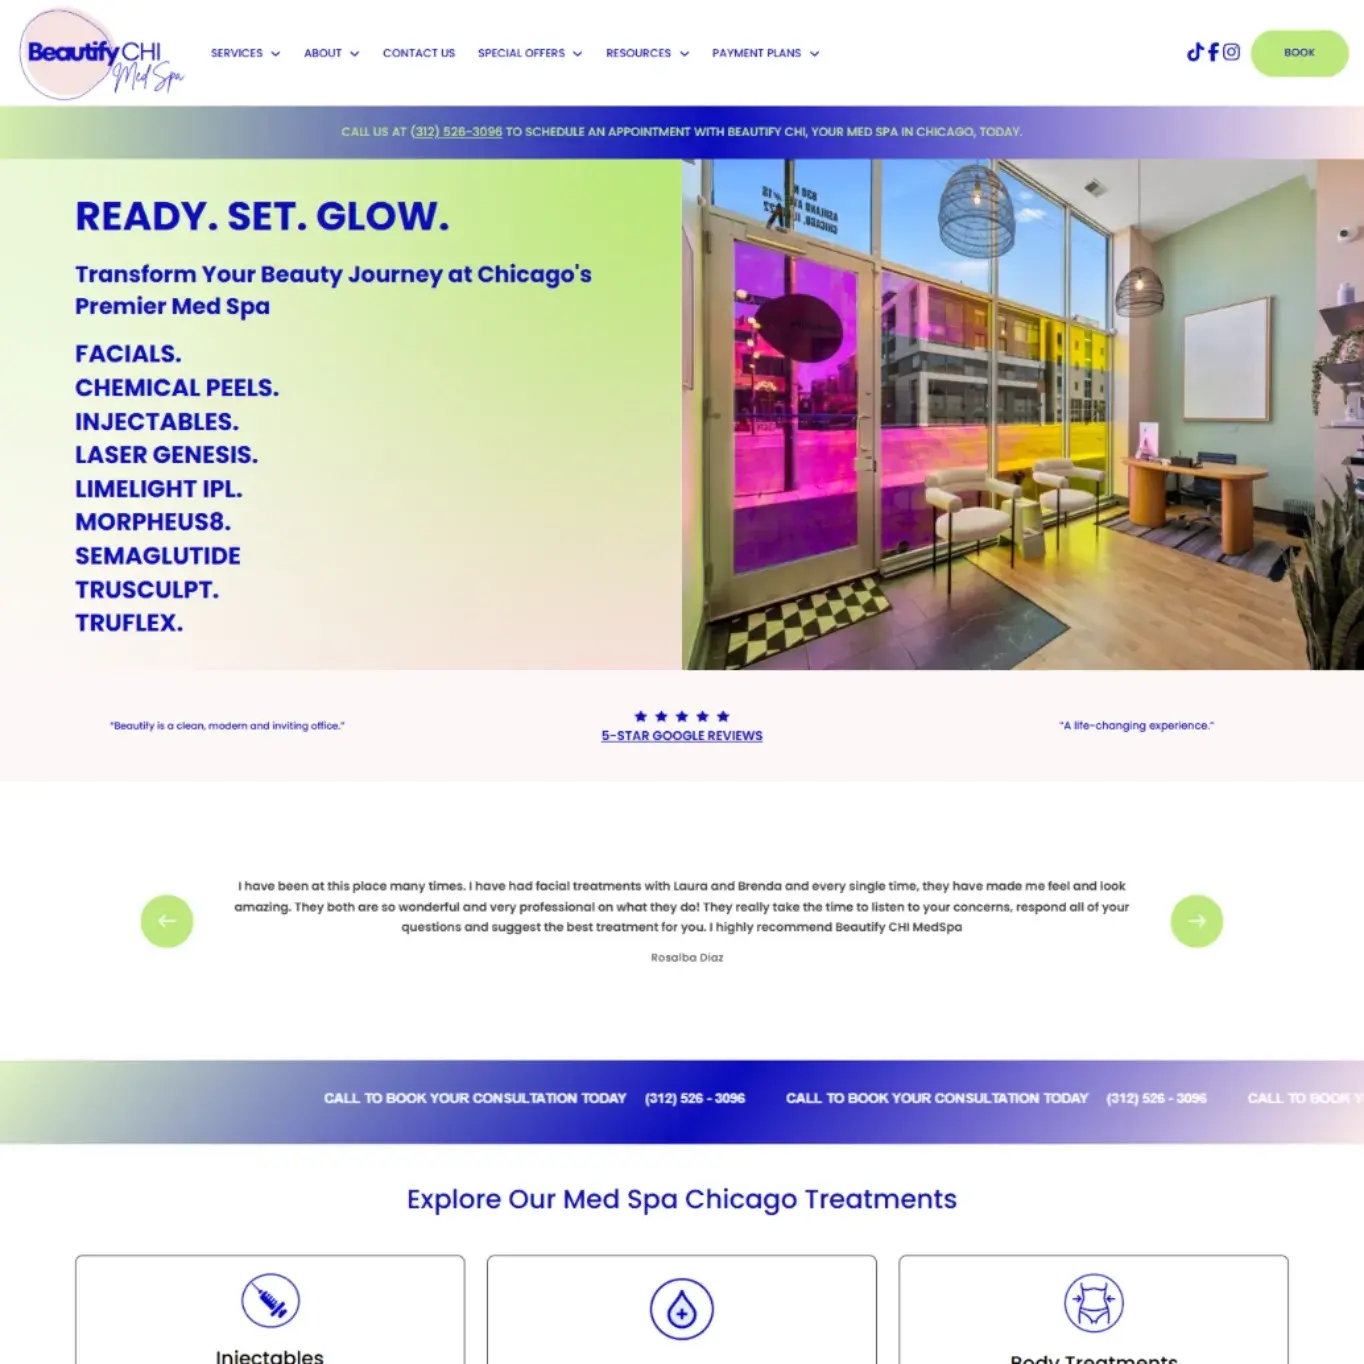 Beautify CHI
Med Spa
SERVICES
ABOUT
CONTACT US
SPECIAL OFFERS
RESOURCES
PAYMENT PLANS
BOOK
CALL US AT (312) 526-3096 TO SCHEDULE AN APPOINTMENT WITH BEAUTIFY CHI, YOUR MED SPA IN CHICAGO, TODAY.
READY. SET. GLOW.
Transform Your Beauty Journey at Chicago's
Premier Med Spa
FACIALS.
CHEMICAL PEELS.
INJECTABLES.
LASER GENESIS.
LIMELIGHT IPL.
MORPHEUS8.
SEMAGLUTIDE
TRUSCULPT.
TRUFLEX.
"Beautify is a clean, modern and inviting office."
5-STAR GOOGLE REVIEWS
"A life-changing experience."
I have been at this place many times. I have had facial treatments with Laura and Brenda and every single time, they have made me feel and look
amazing. They both are so wonderful and very professional on what they do! They really take the time to listen to your concerns, respond all of your
questions and suggest the best treatment for you. I highly recommend Beautify CHI MedSpa
Rosalba Diaz
CALL TO BOOK YOUR CONSULTATION TODAY (312) 526 - 3096 CALL TO BOOK YOUR CONSULTATION TODAY (312) 526 - 3096 CALL TO BOOK
Explore Our Med Spa Chicago Treatments
Injectables
Body Treatments